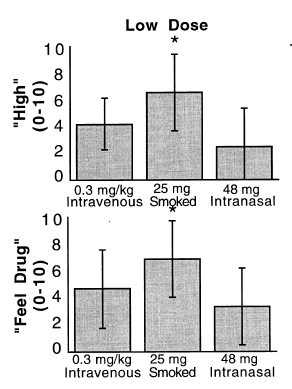 Low Dose
*
"High"
(0-10)
10
8
6
4
2
0
0.3 mg/kg 25 mg 48 mg
Intravenous Smoked Intranasal
*
"Feel Drug"
(0-10)
10
8
6
4
2
0
0.3 mg/kg 25 mg 48 mg
Intravenous Smoked Intranasal